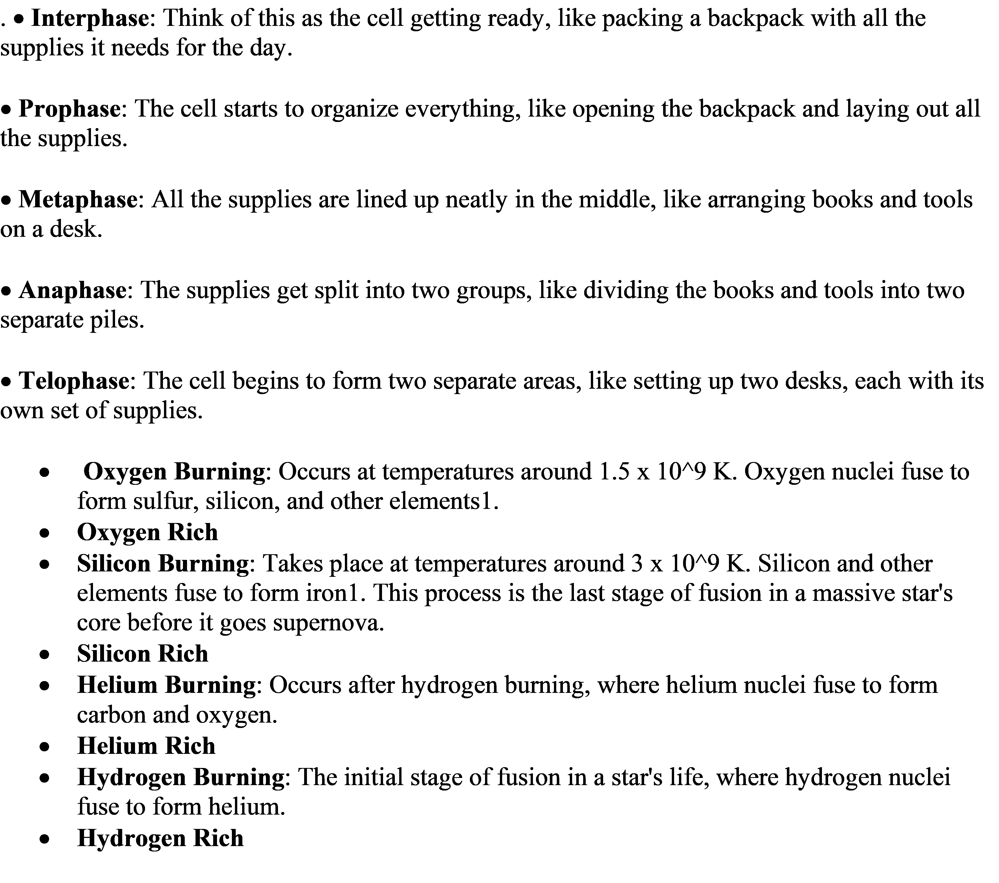 . • Interphase: Think of this as the cell getting ready, like packing a backpack with all the
supplies it needs for the day.
• Prophase: The cell starts to organize everything, like opening the backpack and laying out all
the supplies.
• Metaphase: All the supplies are lined up neatly in the middle, like arranging books and tools
on a desk.
• Anaphase: The supplies get split into two groups, like dividing the books and tools into two
separate piles.
• Telophase: The cell begins to form two separate areas, like setting up two desks, each with its
own set of supplies.
• Oxygen Burning: Occurs at temperatures around 1.5 x 10^9 K. Oxygen nuclei fuse to
form sulfur, silicon, and other elements1.
• Oxygen Rich
• Silicon Burning: Takes place at temperatures around 3 x 10^9 K. Silicon and other
elements fuse to form iron1. This process is the last stage of fusion in a massive star's
core before it goes supernova.
• Silicon Rich
• Helium Burning: Occurs after hydrogen burning, where helium nuclei fuse to form
carbon and oxygen.
• Helium Rich
• Hydrogen Burning: The initial stage of fusion in a star's life, where hydrogen nuclei
fuse to form helium.
• Hydrogen Rich